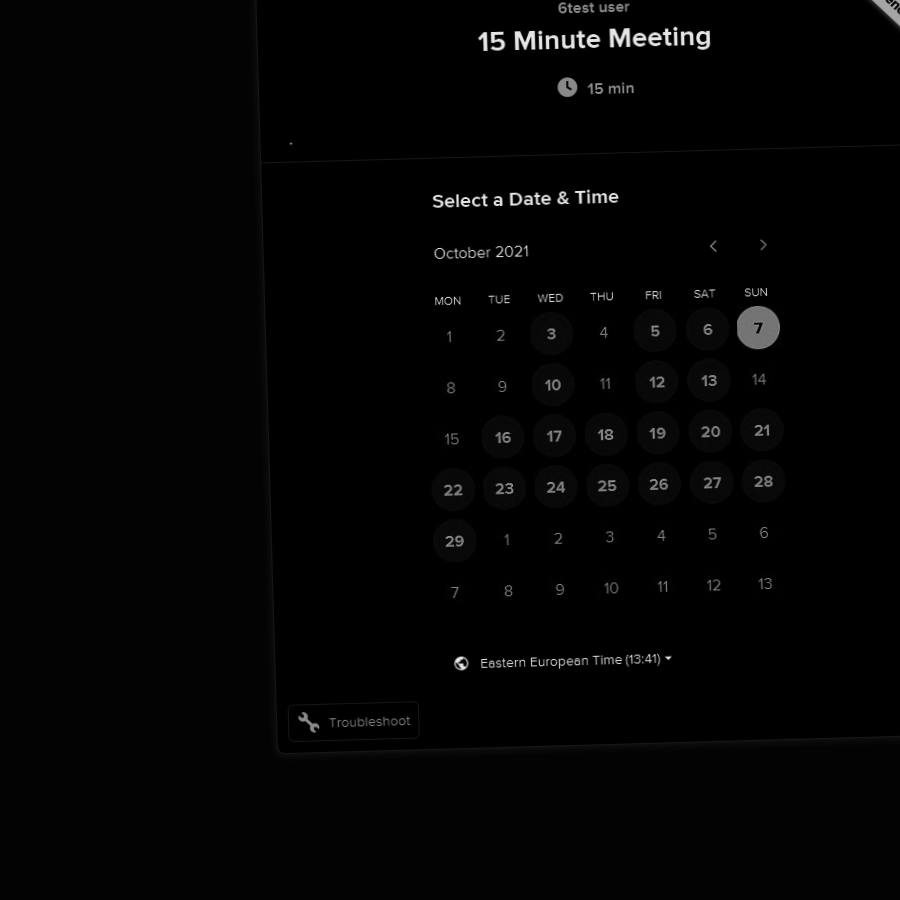 6test user
15 Minute Meeting
15 min
Select a Date & Time
October 2021
MON TUE WED THU FRI SAT SUN
1 2 3 4 5 6 7
8 9 10 11 12 13 14
15 16 17 18 19 20 21
22 23 24 25 26 27 28
29 1 2 3 4 5 6
7 8 9 10 11 12 13
Eastern European Time (13:41)
Troubleshoot